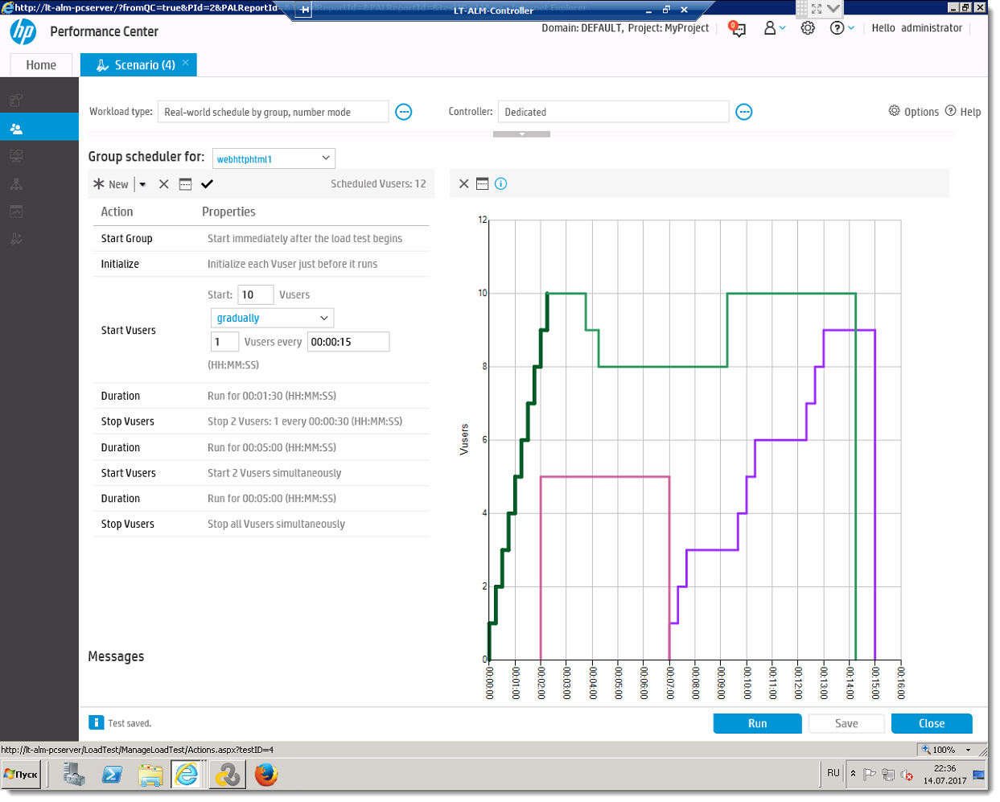 http://lt-alm-pcserver/?fromQC=true&PId=2&PALReportId=
LT-ALM-Controller
hp
Performance Center
Domain: DEFAULT, Project: MyProject
Hello administrator
Home
Scenario (4)
Workload type:
Real-world schedule by group, number mode
Controller:
Dedicated
Options
Help
Group scheduler for:
webhttphtml1
New
Scheduled Vusers: 12
Action
Properties
Start Group
Start immediately after the load test begins
Initialize
Initialize each Vuser just before it runs
Start Vusers
Start: 10 Vusers
gradually
1 Vusers every 00:00:15
(HH:MM:SS)
Duration
Run for 00:01:30 (HH:MM:SS)
Stop Vusers
Stop 2 Vusers: 1 every 00:00:30 (HH:MM:SS)
Duration
Run for 00:05:00 (HH:MM:SS)
Start Vusers
Start 2 Vusers simultaneously
Duration
Run for 00:05:00 (HH:MM:SS)
Stop Vusers
Stop all Vusers simultaneously
12
10
8
6
4
2
0
Vusers
00:00:00
00:01:00
00:02:00
00:03:00
00:04:00
00:05:00
00:06:00
00:07:00
00:08:00
00:09:00
00:10:00
00:11:00
00:12:00
00:13:00
00:14:00
00:15:00
00:16:00
Messages
Test saved.
Run
Save
Close
http://lt-alm-pcserver/LoadTest/ManageLoadTest/Actions.aspx?testID=4
100%
Пуск
RU
22:36
14.07.2017